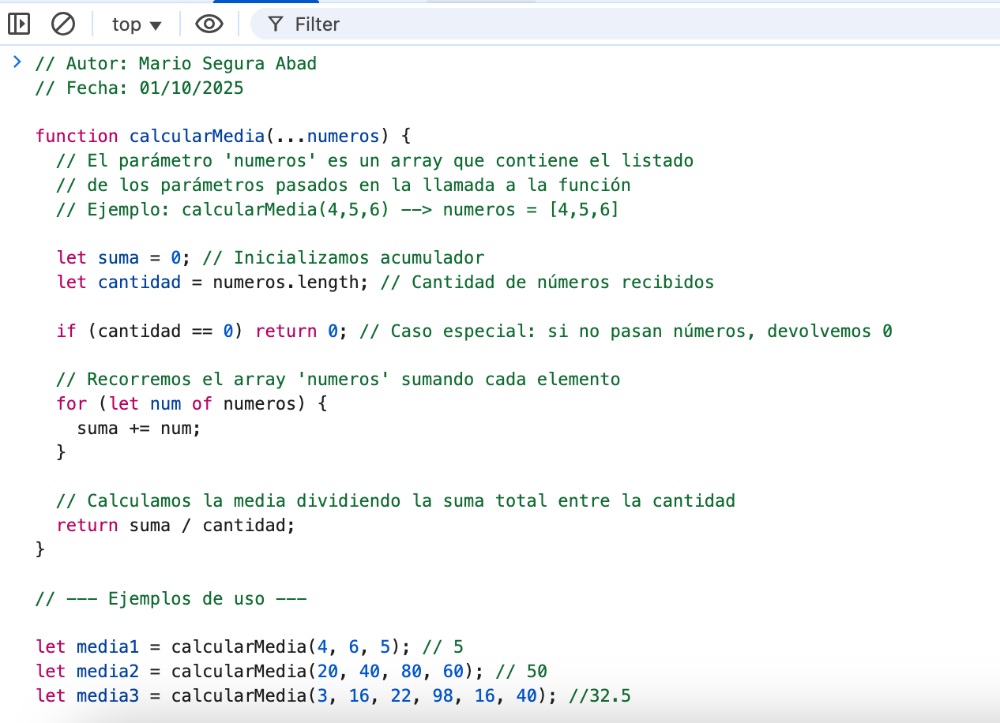 top ▼
Filter
> // Autor: Mario Segura Abad
// Fecha: 01/10/2025
function calcularMedia(...numeros) {
// El parámetro 'numeros' es un array que contiene el listado
// de los parámetros pasados en la llamada a la función
// Ejemplo: calcularMedia(4,5,6) --> numeros = [4,5,6]
let suma = 0; // Inicializamos acumulador
let cantidad = numeros.length; // Cantidad de números recibidos
if (cantidad == 0) return 0; // Caso especial: si no pasan números, devolvemos 0
// Recorremos el array 'numeros' sumando cada elemento
for (let num of numeros) {
suma += num;
}
// Calculamos la media dividiendo la suma total entre la cantidad
return suma / cantidad;
}
// --- Ejemplos de uso ---
let media1 = calcularMedia(4, 6, 5); // 5
let media2 = calcularMedia(20, 40, 80, 60); // 50
let media3 = calcularMedia(3, 16, 22, 98, 16, 40); //32.5